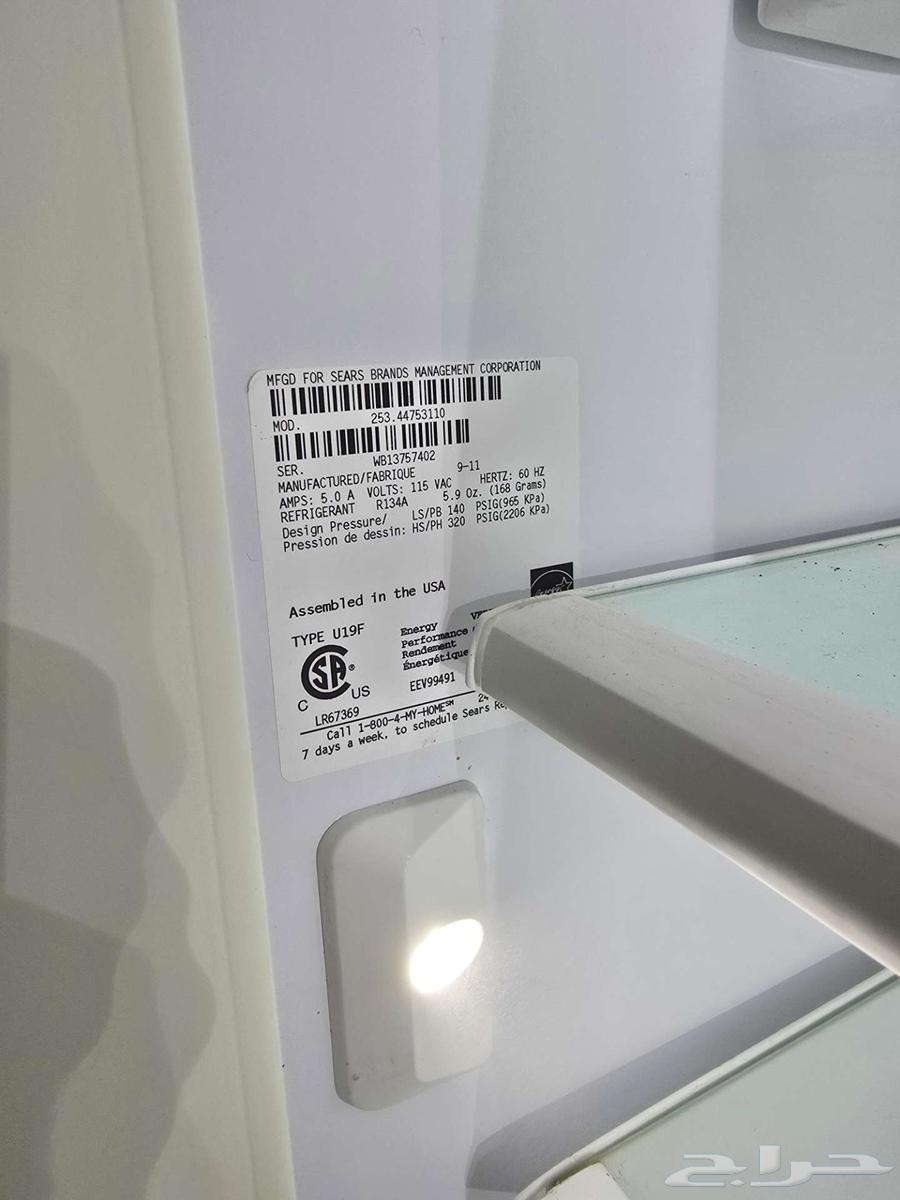 MFGD FOR SEARS BRANDS MANAGEMENT CORPORATION
MOD. 253.44753110
SER. WB13757402
MANUFACTURED/FABRIQUE 9-11
AMPS: 5.0 A VOLTS: 115 VAC HERTZ: 60 HZ
REFRIGERANT R134A 5.9 Oz. (168 Grams)
Design Pressure/ LS/PB 140 PSIG(965 KPa)
Pression de dessin: HS/PH 320 PSIG(2206 KPa)
Assembled in the USA
TYPE U19F
Energy
Performance
Rendement
Énergétique
EEV99491
CSA®
C US
LR67369
Call 1-800-4-MY-HOME℠ 24
7 days a week, to schedule Sears
حراج